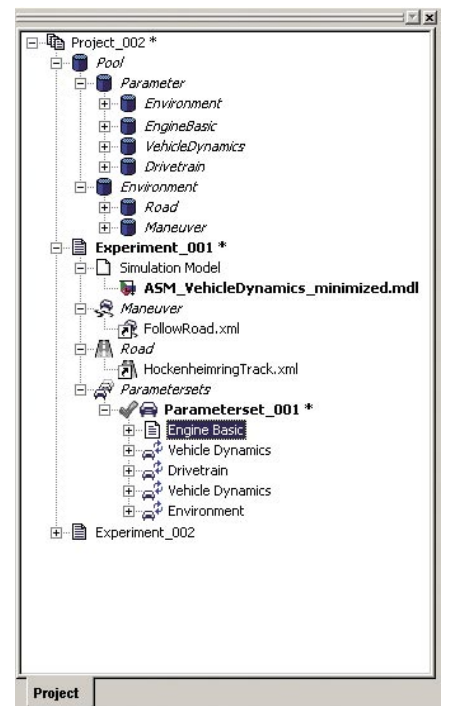 Project_002 *
Pool
Parameter
Environment
EngineBasic
VehicleDynamics
Drivetrain
Environment
Road
Maneuver
Experiment_001 *
Simulation Model
ASM_VehicleDynamics_minimized.mdl
Maneuver
FollowRoad.xml
Road
HockenheimringTrack.xml
Parametersets
Parameterset_001 *
Engine Basic
Vehicle Dynamics
Drivetrain
Vehicle Dynamics
Environment
Experiment_002
Project